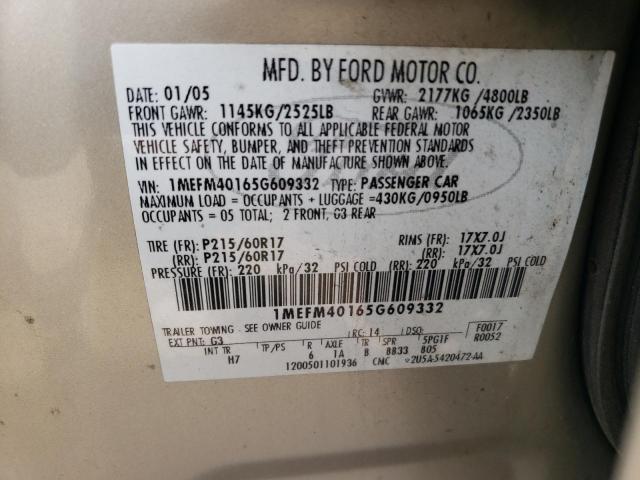 MFD. BY FORD MOTOR CO.
DATE: 01/05 GVWR: 2177KG /4800LB
FRONT GAWR: 1145KG/2525LB REAR GAWR: 1065KG /2350LB
THIS VEHICLE CONFORMS TO ALL APPLICABLE FEDERAL MOTOR
VEHICLE SAFETY, BUMPER, AND THEFT PREVENTION STANDARDS
IN EFFECT ON THE DATE OF MANUFACTURE SHOWN ABOVE.
VIN: 1MEFM40165G609332 TYPE: PASSENGER CAR
MAXIMUM LOAD = OCCUPANTS + LUGGAGE =430KG/0950LB
OCCUPANTS = 05 TOTAL; 2 FRONT, 03 REAR
TIRE (FR): P215/60R17 RIMS (FR): 17X7.0J
(RR): P215/60R17 (RR): 17X7.0J
PRESSURE (FR): 220 kPa/32 PSI COLD (RR): 220 kPa/32 PSI COLD
1MEFM40165G609332
TRAILER TOWING - SEE OWNER GUIDE
EXT PNT: G3 RC: 14 DSO: F0017
INT TR TP/PS R AXLE TR SPR 5PG1F R0052
H7 6 1A B B833 B05
1200501101936 CMC *2U5A-5420472-AA